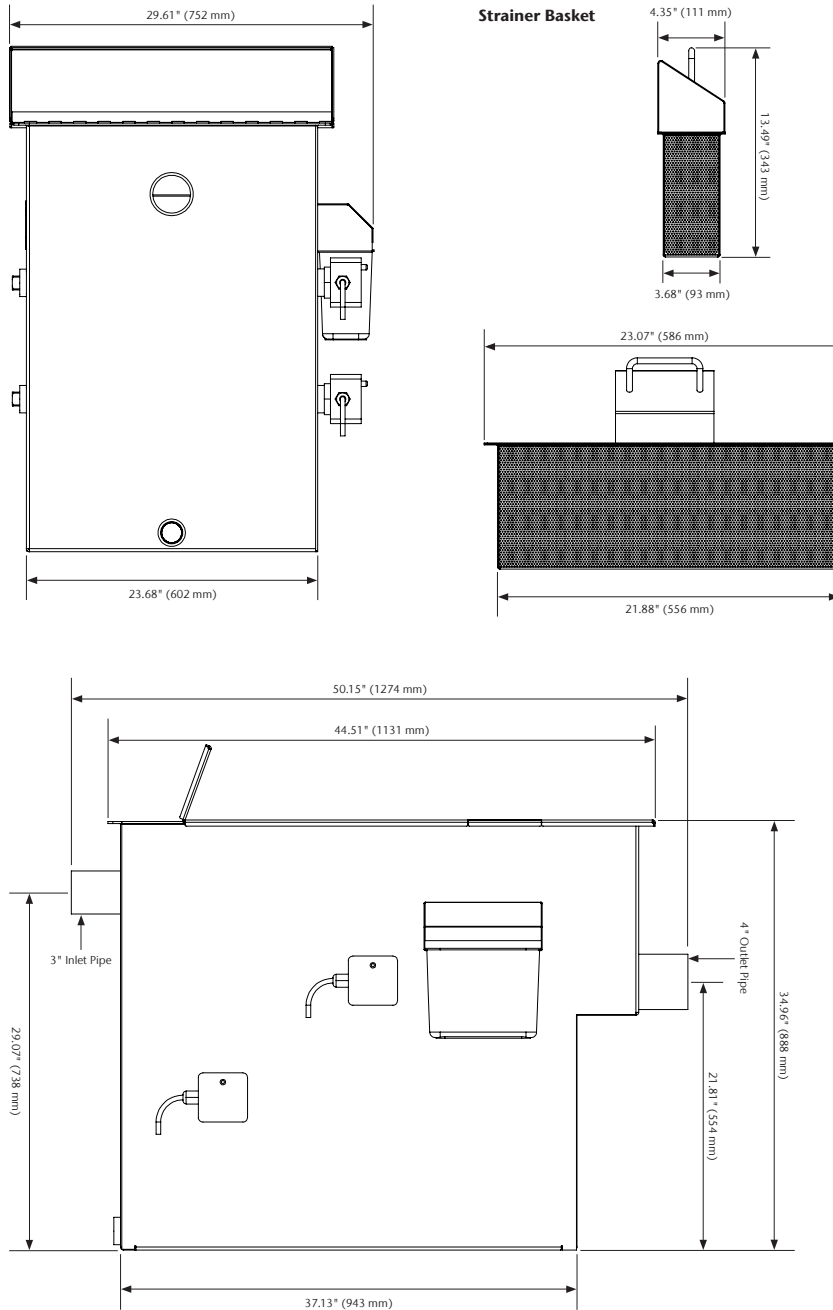 29.61" (752 mm)
Strainer Basket
4.35" (111 mm)
13.49" (343 mm)
3.68" (93 mm)
23.07" (586 mm)
23.68" (602 mm)
21.88" (556 mm)
50.15" (1274 mm)
44.51" (1131 mm)
3" Inlet Pipe
4" Outlet Pipe
29.07" (738 mm)
34.96" (888 mm)
21.81" (554 mm)
37.13" (943 mm)